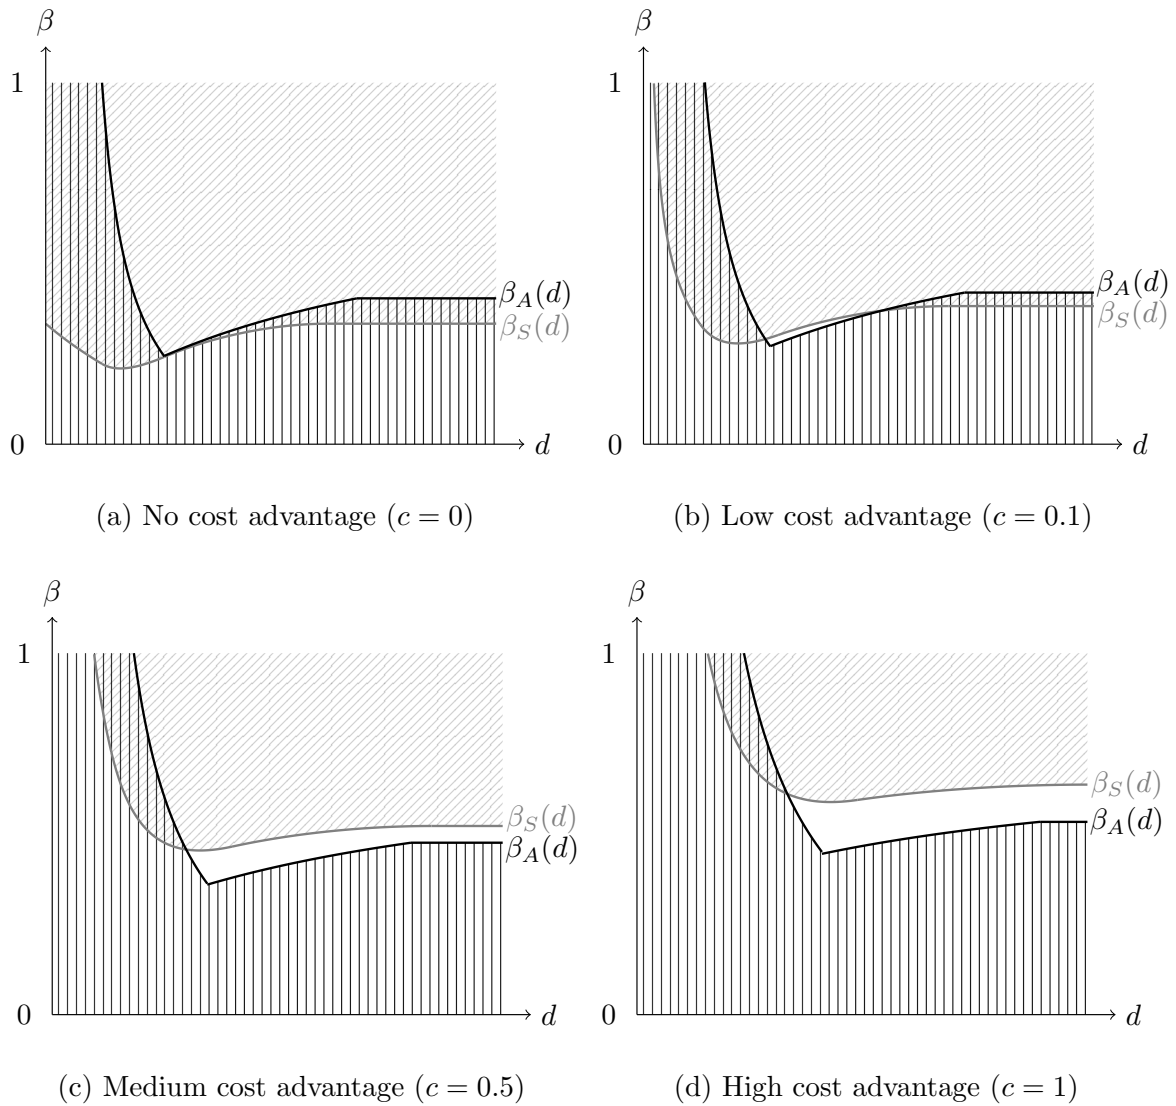 β
1
β_A(d)
β_S(d)
0
d
(a) No cost advantage (c = 0)
β
1
β_A(d)
β_S(d)
0
d
(b) Low cost advantage (c = 0.1)
β
1
β_S(d)
β_A(d)
0
d
(c) Medium cost advantage (c = 0.5)
β
1
β_S(d)
β_A(d)
0
d
(d) High cost advantage (c = 1)